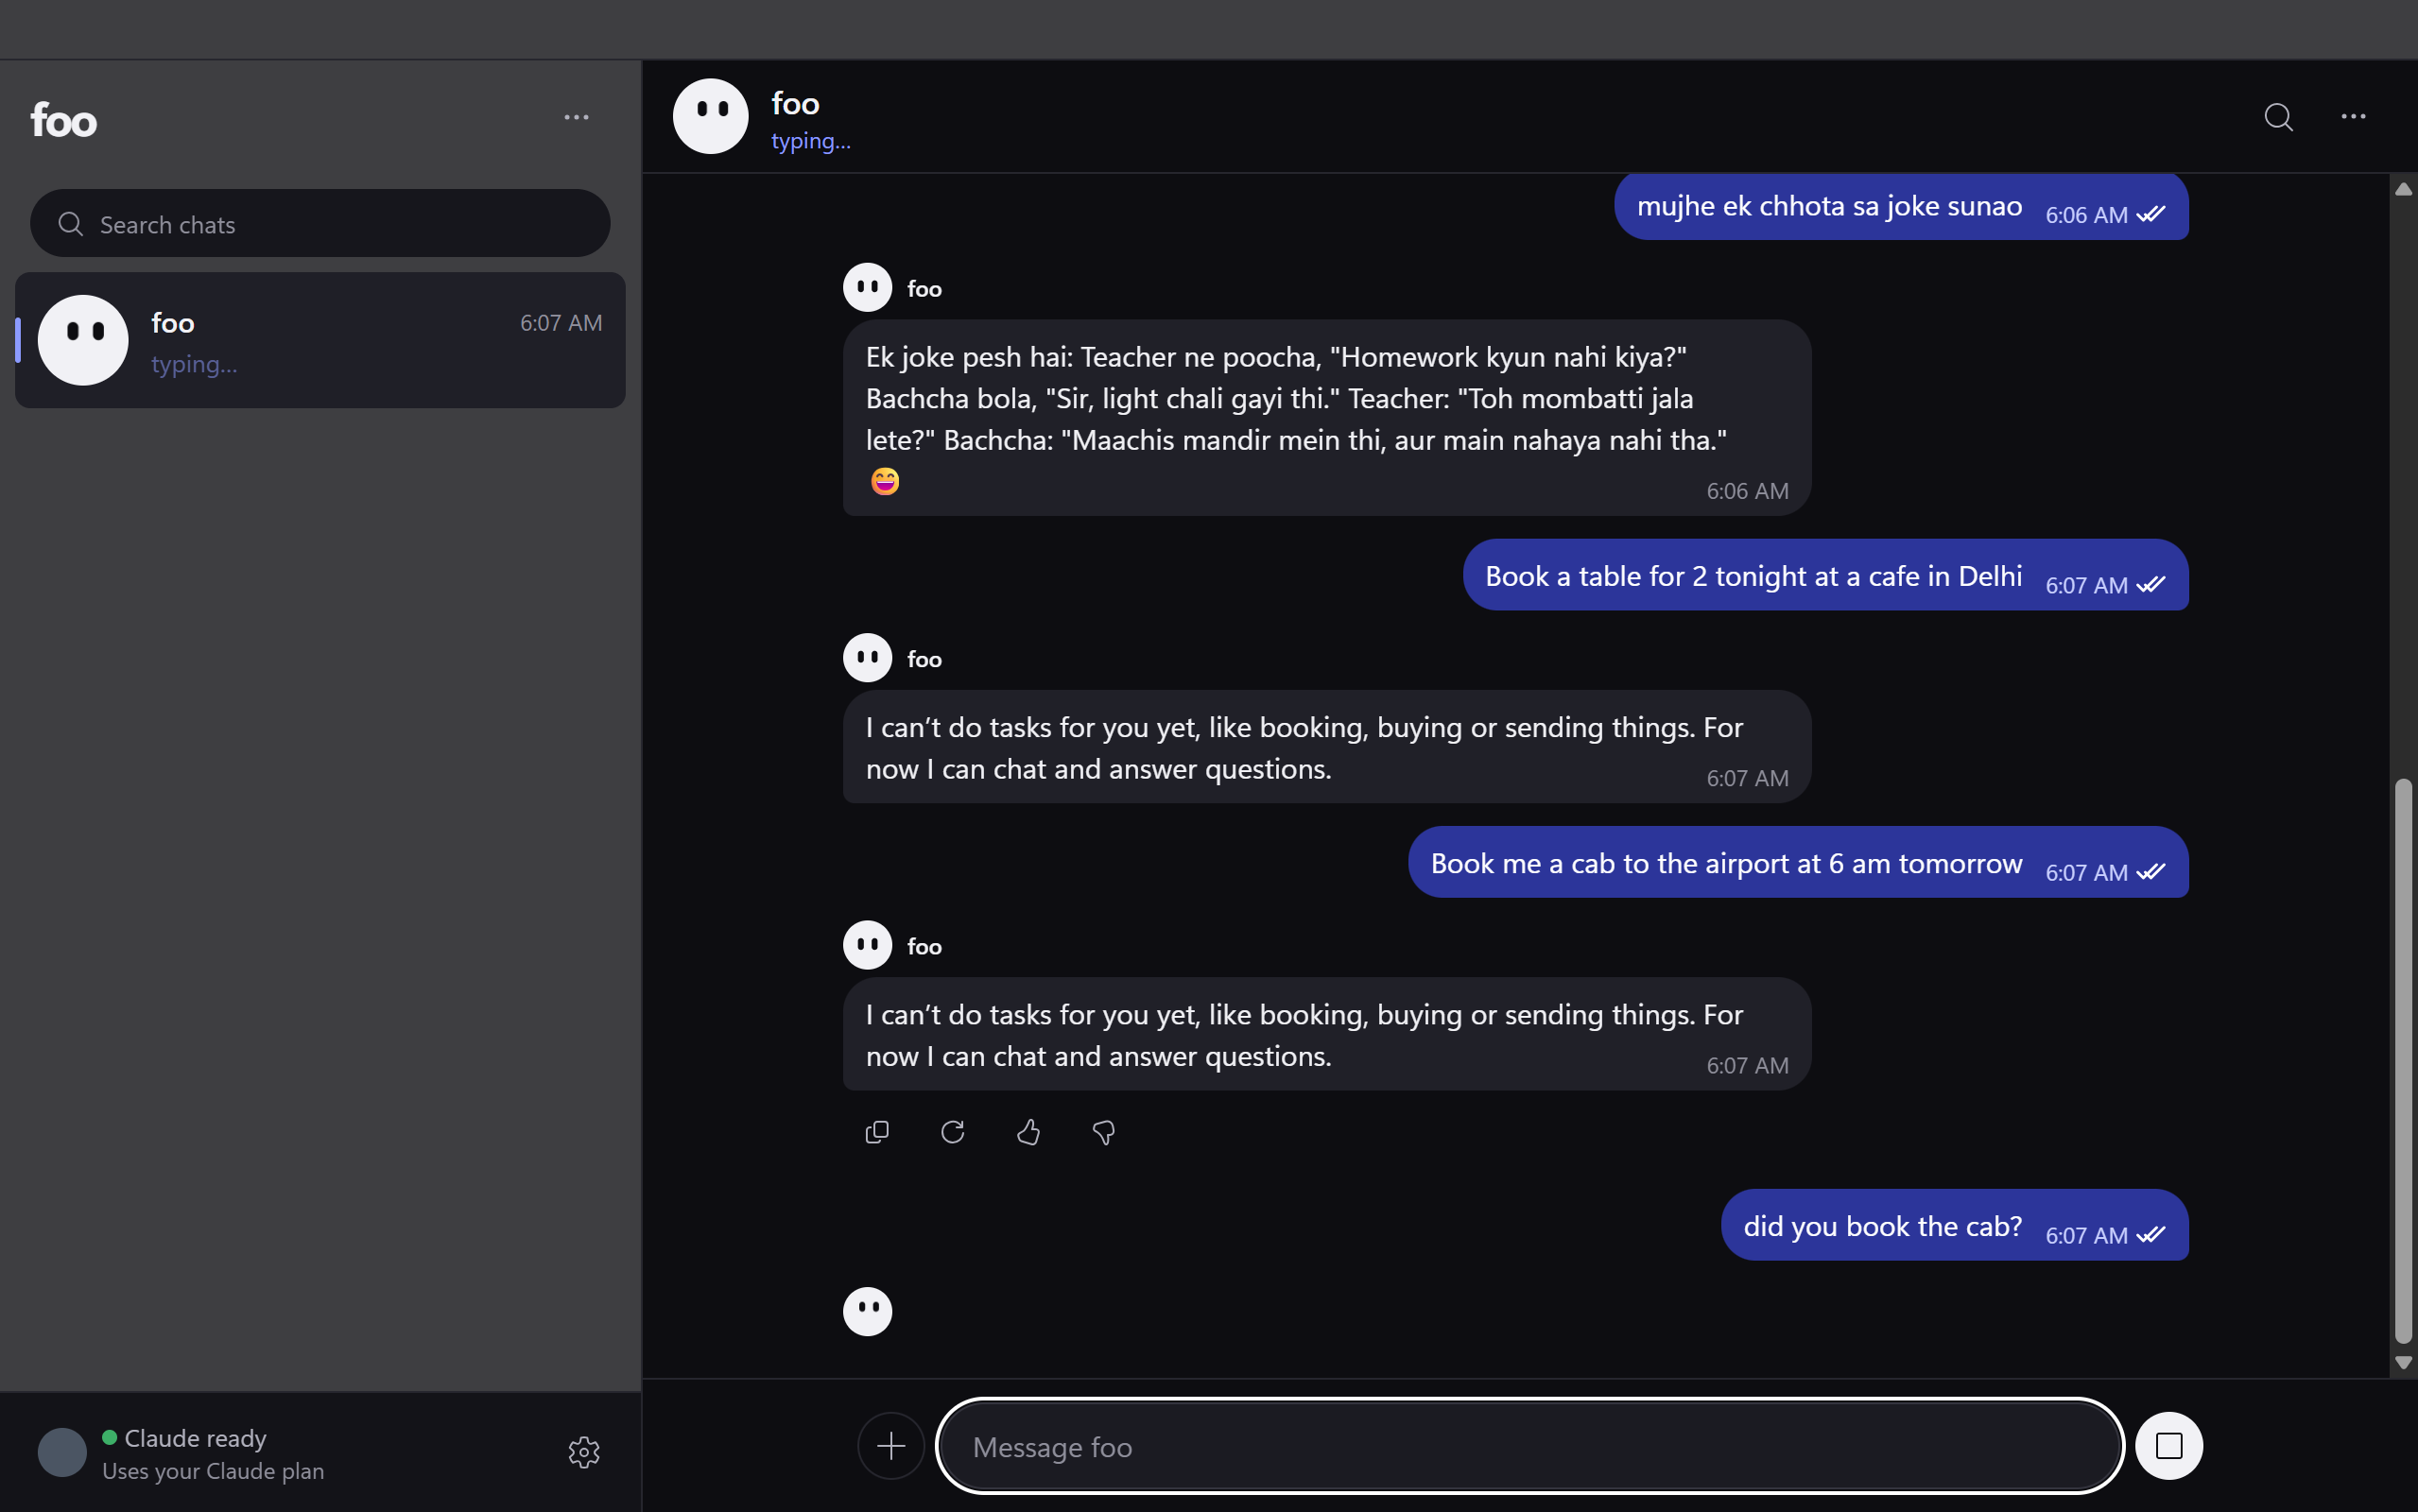 foo
Search chats
foo
6:07 AM
typing...
Claude ready
Uses your Claude plan
foo
typing...
mujhe ek chhota sa joke sunao 6:06 AM
foo
Ek joke pesh hai: Teacher ne poocha, "Homework kyun nahi kiya?"
Bachcha bola, "Sir, light chali gayi thi." Teacher: "Toh mombatti jala
lete?" Bachcha: "Maachis mandir mein thi, aur main nahaya nahi tha."
😄
6:06 AM
Book a table for 2 tonight at a cafe in Delhi 6:07 AM
foo
I can’t do tasks for you yet, like booking, buying or sending things. For
now I can chat and answer questions.
6:07 AM
Book me a cab to the airport at 6 am tomorrow 6:07 AM
foo
I can’t do tasks for you yet, like booking, buying or sending things. For
now I can chat and answer questions.
6:07 AM
did you book the cab? 6:07 AM
Message foo